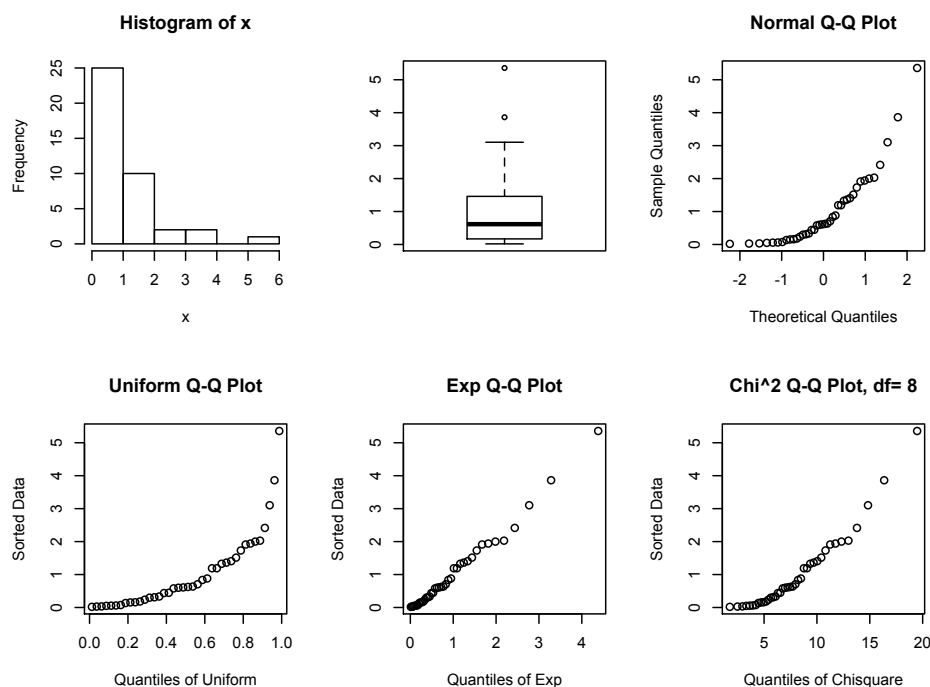 Histogram of x
Frequency
25
20
15
10
5
0
0 1 2 3 4 5 6
x
5
4
3
2
1
0
Normal Q-Q Plot
Sample Quantiles
5
4
3
2
1
0
-2 -1 0 1 2
Theoretical Quantiles
Uniform Q-Q Plot
Sorted Data
5
4
3
2
1
0
0.0 0.2 0.4 0.6 0.8 1.0
Quantiles of Uniform
Exp Q-Q Plot
Sorted Data
5
4
3
2
1
0
0 1 2 3 4
Quantiles of Exp
Chi^2 Q-Q Plot, df= 8
Sorted Data
5
4
3
2
1
0
5 10 15 20
Quantiles of Chisquare